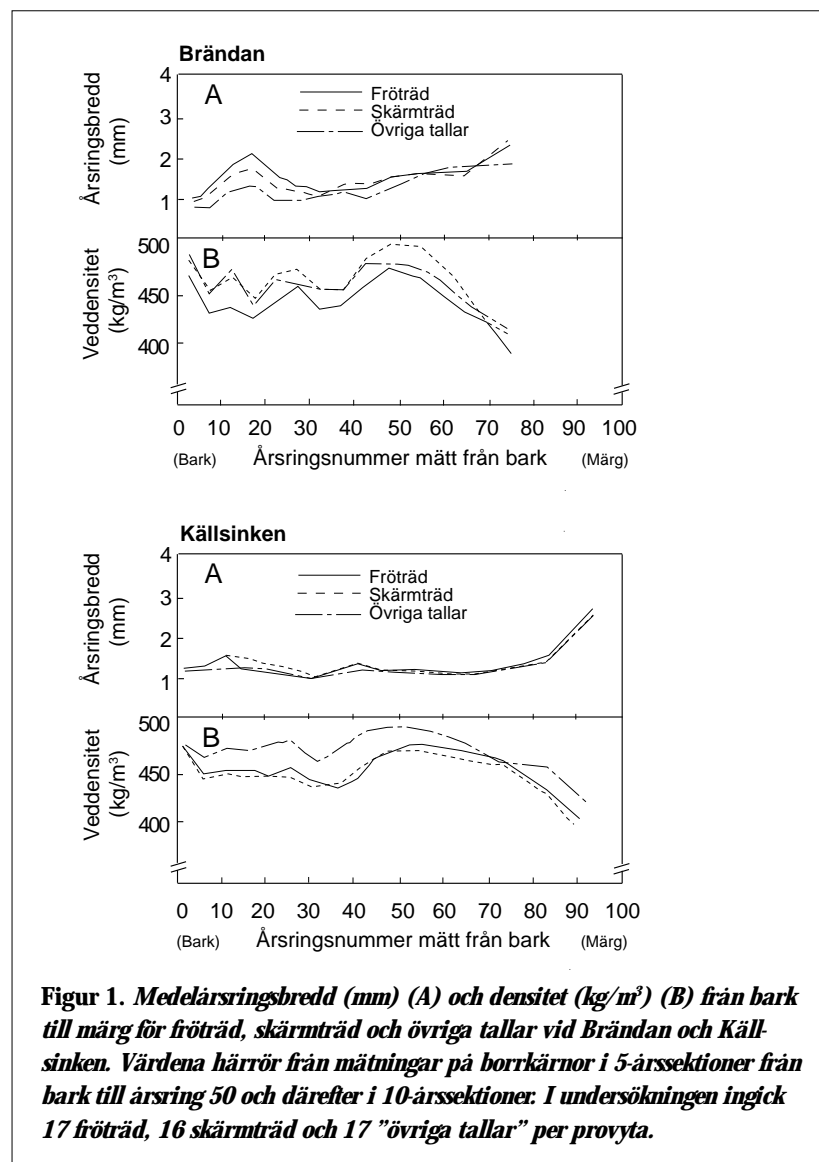 Brändan
4
3
2
1
Årsringsbredd
(mm)
A
Fröträd
Skärmträd
Övriga tallar
500
450
400
Veddensitet
(kg/m³)
B
0 10 20 30 40 50 60 70 80 90 100
(Bark) Årsringsnummer mätt från bark (Märg)
Källsinken
4
3
2
1
Årsringsbredd
(mm)
A
Fröträd
Skärmträd
Övriga tallar
500
450
400
Veddensitet
(kg/m³)
B
0 10 20 30 40 50 60 70 80 90 100
(Bark) Årsringsnummer mätt från bark (Märg)
Figur 1. Medelårsringsbredd (mm) (A) och densitet (kg/m³) (B) från bark
till märg för fröträd, skärmträd och övriga tallar vid Brändan och Käll-
sinken. Värdena härrör från mätningar på borrkärnor i 5-årssektioner från
bark till årsring 50 och därefter i 10-årssektioner. I undersökningen ingick
17 fröträd, 16 skärmträd och 17 ”övriga tallar” per provyta.